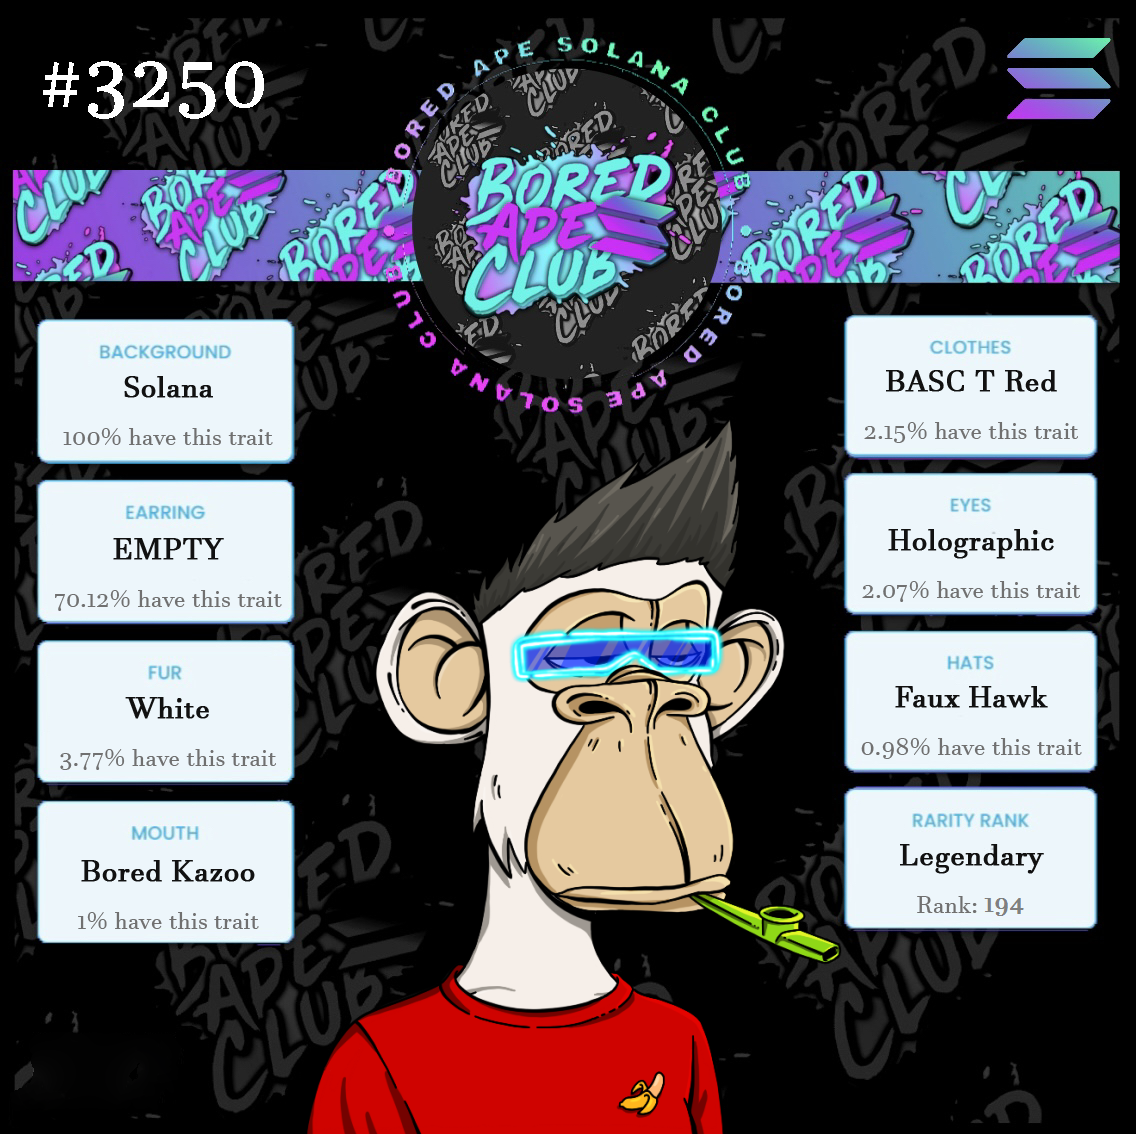 #3250
BORED APE SOLANA CLUB
BORED APE SOLANA CLUB
BORED
APE
CLUB
BACKGROUND
Solana
100% have this trait
EARRING
EMPTY
70.12% have this trait
FUR
White
3.77% have this trait
MOUTH
Bored Kazoo
1% have this trait
CLOTHES
BASC T Red
2.15% have this trait
EYES
Holographic
2.07% have this trait
HATS
Faux Hawk
0.98% have this trait
RARITY RANK
Legendary
Rank: 194